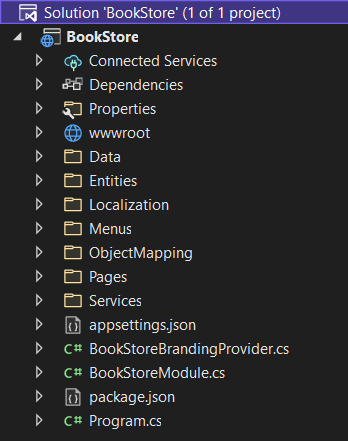 Solution 'BookStore' (1 of 1 project)
BookStore
Connected Services
Dependencies
Properties
wwwroot
Data
Entities
Localization
Menus
ObjectMapping
Pages
Services
appsettings.json
C# BookStoreBrandingProvider.cs
C# BookStoreModule.cs
package.json
C# Program.cs